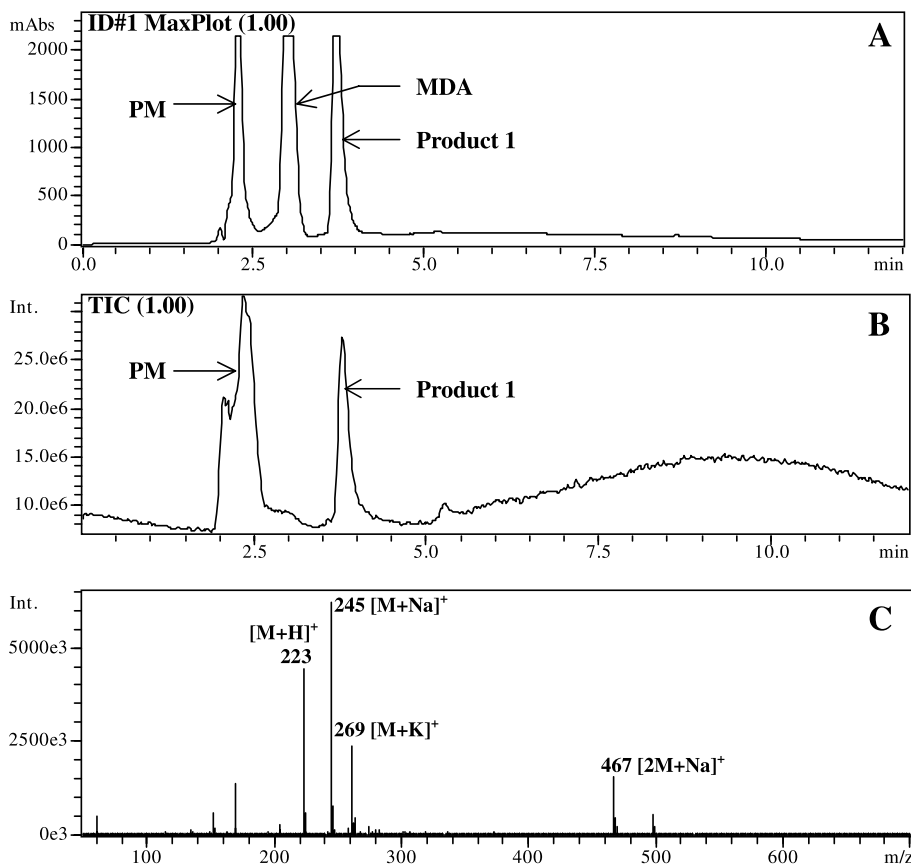 mAbs
ID#1 MaxPlot (1.00)
A
2000
1500
1000
500
0
PM
MDA
Product 1
0.0 2.5 5.0 7.5 10.0 min
Int.
TIC (1.00)
B
25.0e6
20.0e6
15.0e6
10.0e6
PM
Product 1
2.5 5.0 7.5 10.0 min
Int.
C
5000e3
2500e3
0e3
245 [M+Na]+
[M+H]+
223
269 [M+K]+
467 [2M+Na]+
100 200 300 400 500 600 m/z